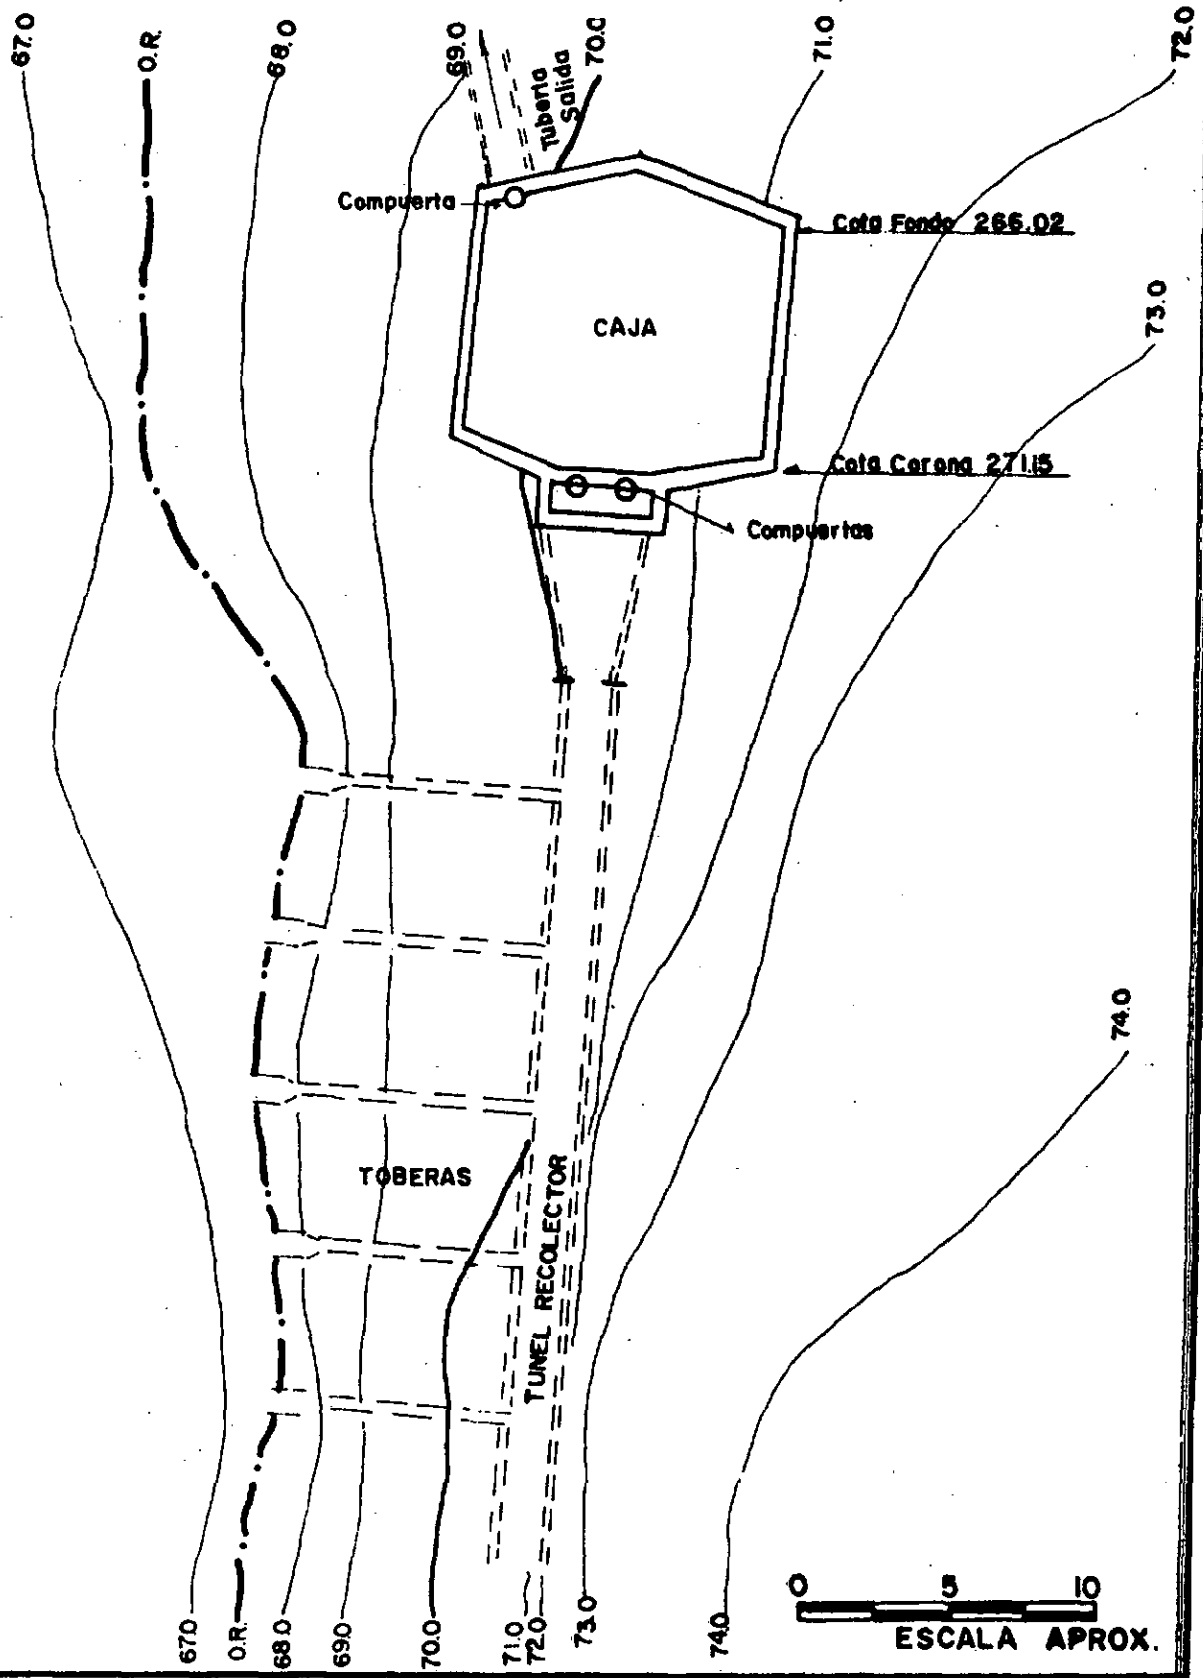 67.0
O.R.
68.0
69.0
Tuberia
Salida
70.0
71.0
72.0
Compuerta
Cota Fondo 266.02
CAJA
73.0
Cota Corona 271.15
Compuertas
74.0
TOBERAS
TUNEL RECOLECTOR
67.0
O.R.
68.0
69.0
70.0
71.0
72.0
73.0
74.0
0 5 10
ESCALA APROX.